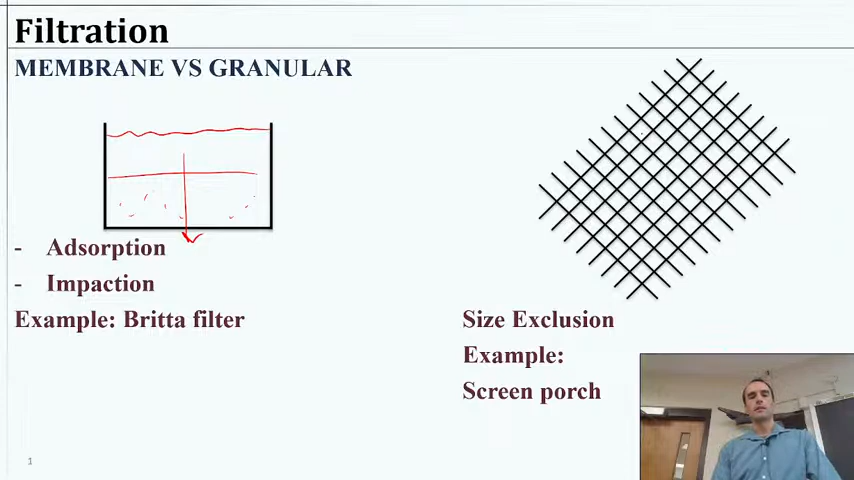 Filtration
MEMBRANE VS GRANULAR
- Adsorption
- Impaction
Example: Britta filter
Size Exclusion
Example:
Screen porch
1